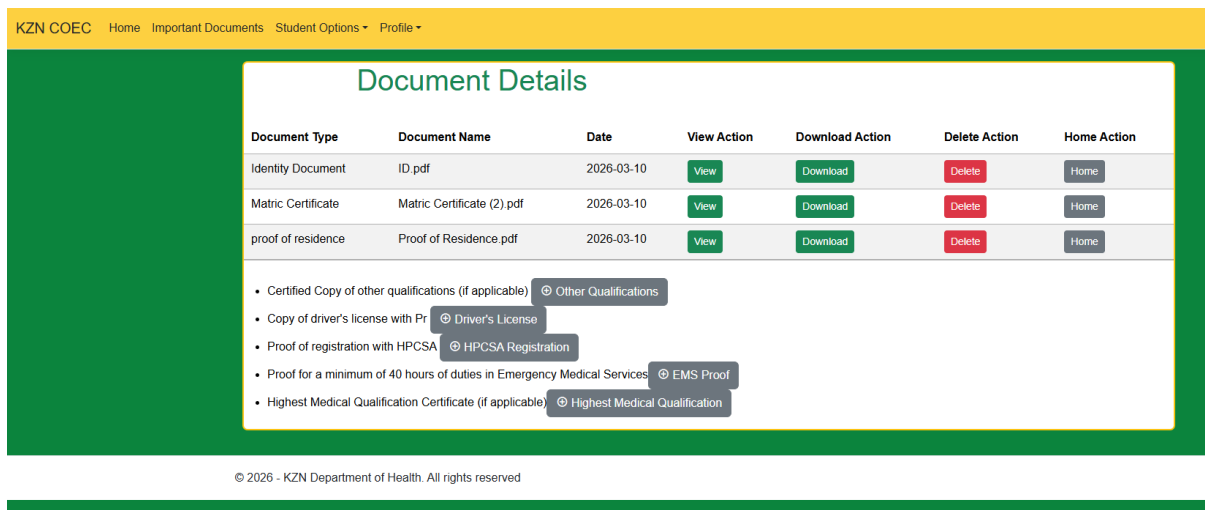 KZN COEC Home Important Documents Student Options Profile
Document Details
Document Type Document Name Date View Action Download Action Delete Action Home Action
Identity Document ID.pdf 2026-03-10 View Download Delete Home
Matric Certificate Matric Certificate (2).pdf 2026-03-10 View Download Delete Home
proof of residence Proof of Residence.pdf 2026-03-10 View Download Delete Home
• Certified Copy of other qualifications (if applicable) ⊕ Other Qualifications
• Copy of driver's license with Pr ⊕ Driver's License
• Proof of registration with HPCSA ⊕ HPCSA Registration
• Proof for a minimum of 40 hours of duties in Emergency Medical Services ⊕ EMS Proof
• Highest Medical Qualification Certificate (if applicable) ⊕ Highest Medical Qualification
© 2026 - KZN Department of Health. All rights reserved